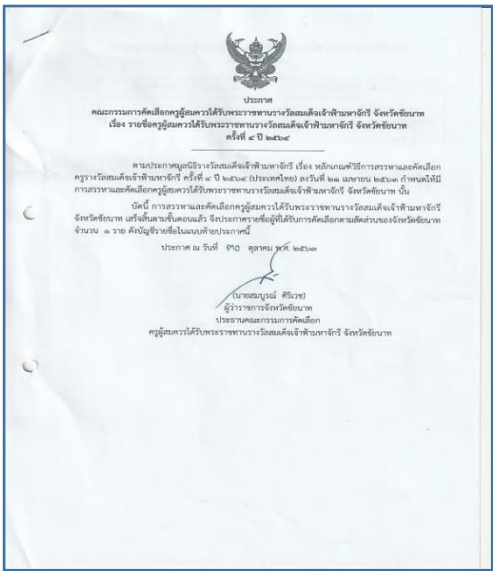 ประกาศ
คณะกรรมการคัดเลือกครูผู้สมควรได้รับพระราชทานรางวัลสมเด็จเจ้าฟ้ามหาจักรี จังหวัดชัยนาท
เรื่อง รายชื่อครูผู้สมควรได้รับพระราชทานรางวัลสมเด็จเจ้าฟ้ามหาจักรี จังหวัดชัยนาท
ครั้งที่ ๔ ปี ๒๕๖๔
ตามประกาศมูลนิธิรางวัลสมเด็จเจ้าฟ้ามหาจักรี เรื่อง หลักเกณฑ์วิธีการสรรหาและคัดเลือก
ครูรางวัลสมเด็จเจ้าฟ้ามหาจักรี ครั้งที่ ๔ ปี ๒๕๖๔ (ประเทศไทย) ลงวันที่ ๒๑ เมษายน ๒๕๖๓ กำหนดให้มี
การสรรหาและคัดเลือกครูผู้สมควรได้รับพระราชทานรางวัลสมเด็จเจ้าฟ้ามหาจักรี จังหวัดชัยนาท นั้น
บัดนี้ การสรรหาและคัดเลือกครูผู้สมควรได้รับพระราชทานรางวัลสมเด็จเจ้าฟ้ามหาจักรี
จังหวัดชัยนาท เสร็จสิ้นตามขั้นตอนแล้ว จึงประกาศรายชื่อผู้ที่ได้รับการคัดเลือกตามสัดส่วนของจังหวัดชัยนาท
จำนวน ๑ ราย ดังบัญชีรายชื่อในแนบท้ายประกาศนี้
ประกาศ ณ วันที่ ๓๐ ตุลาคม พ.ศ. ๒๕๖๓
(นายสมบูรณ์ ศิริเวช)
ผู้ว่าราชการจังหวัดชัยนาท
ประธานคณะกรรมการคัดเลือก
ครูผู้สมควรได้รับพระราชทานรางวัลสมเด็จเจ้าฟ้ามหาจักรี จังหวัดชัยนาท